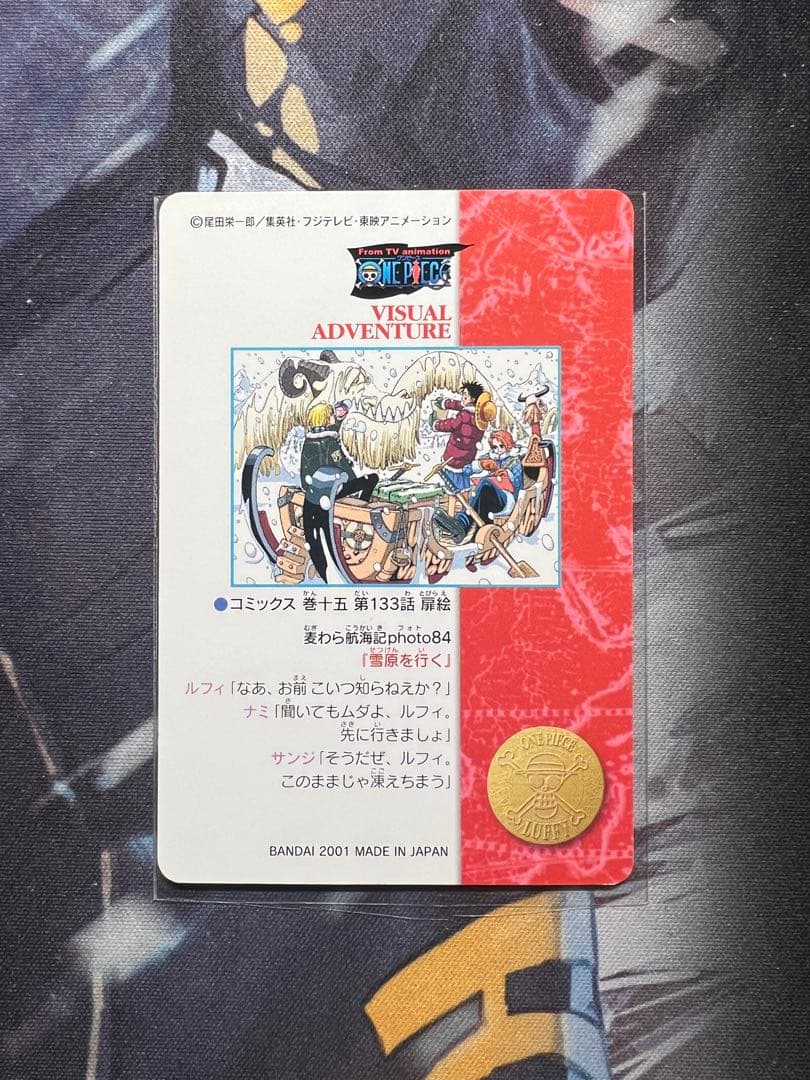 ©尾田栄一郎/集英社・フジテレビ・東映アニメーション
From TV animation
ONE PIECE
VISUAL
ADVENTURE
●コミックス 巻十五 第133話 扉絵
麦わら航海記photo84
『雪原を行く』
ルフィ「なあ、お前 こいつ知らねえか?」
ナミ「聞いてもムダよ、ルフィ。
先に行きましょ」
サンジ「そうだぜ、ルフィ。
このままじゃ凍えちまう」
ONE PIECE
LUFFY
BANDAI 2001 MADE IN JAPAN